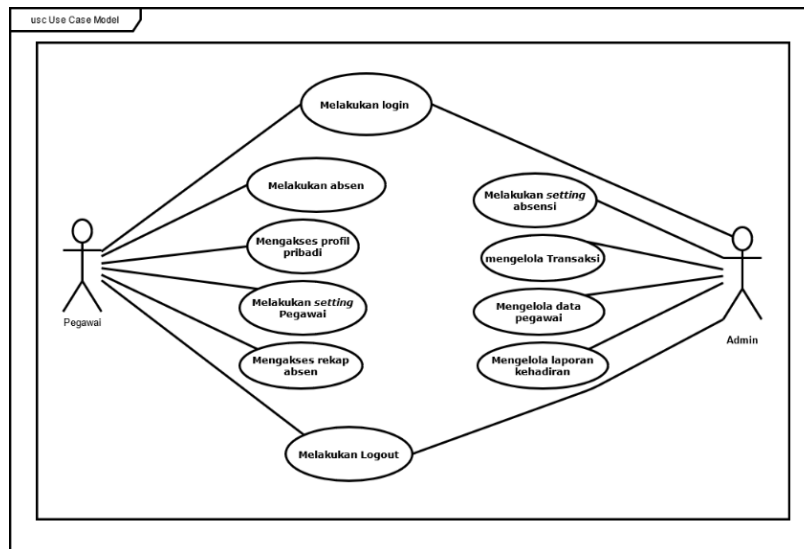 usc Use Case Model
Melakukan login
Melakukan absen
Melakukan setting
absensi
Mengakses profil
pribadi
mengelola Transaksi
Pegawai
Melakukan setting
Pegawai
Mengelola data
pegawai
Admin
Mengakses rekap
absen
Mengelola laporan
kehadiran
Melakukan Logout